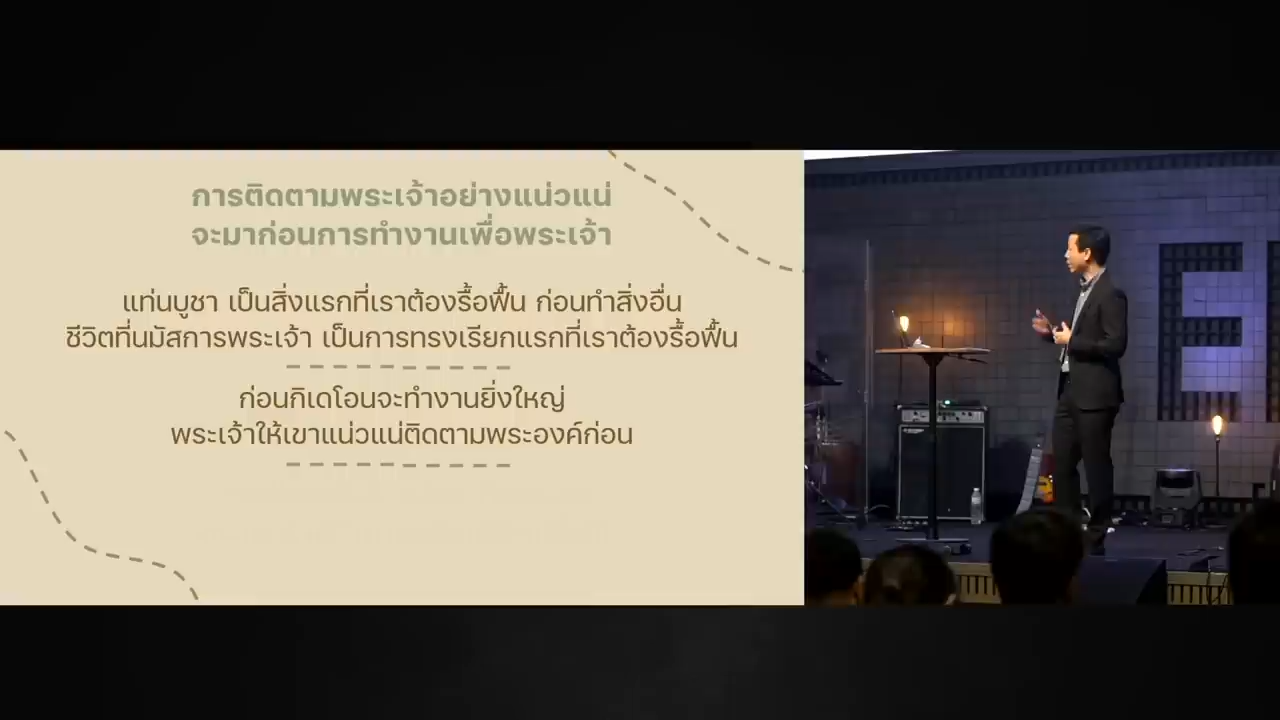 การติดตามพระเจ้าอย่างแน่วแน่
จะมาก่อนการทำงานเพื่อพระเจ้า
แท่นบูชา เป็นสิ่งแรกที่เราต้องรื้อฟื้น ก่อนทำสิ่งอื่น
ชีวิตที่นมัสการพระเจ้า เป็นการทรงเรียกแรกที่เราต้องรื้อฟื้น
ก่อนกิเดโอนจะทำงานยิ่งใหญ่
พระเจ้าให้เขาแน่วแน่ติดตามพระองค์ก่อน
E